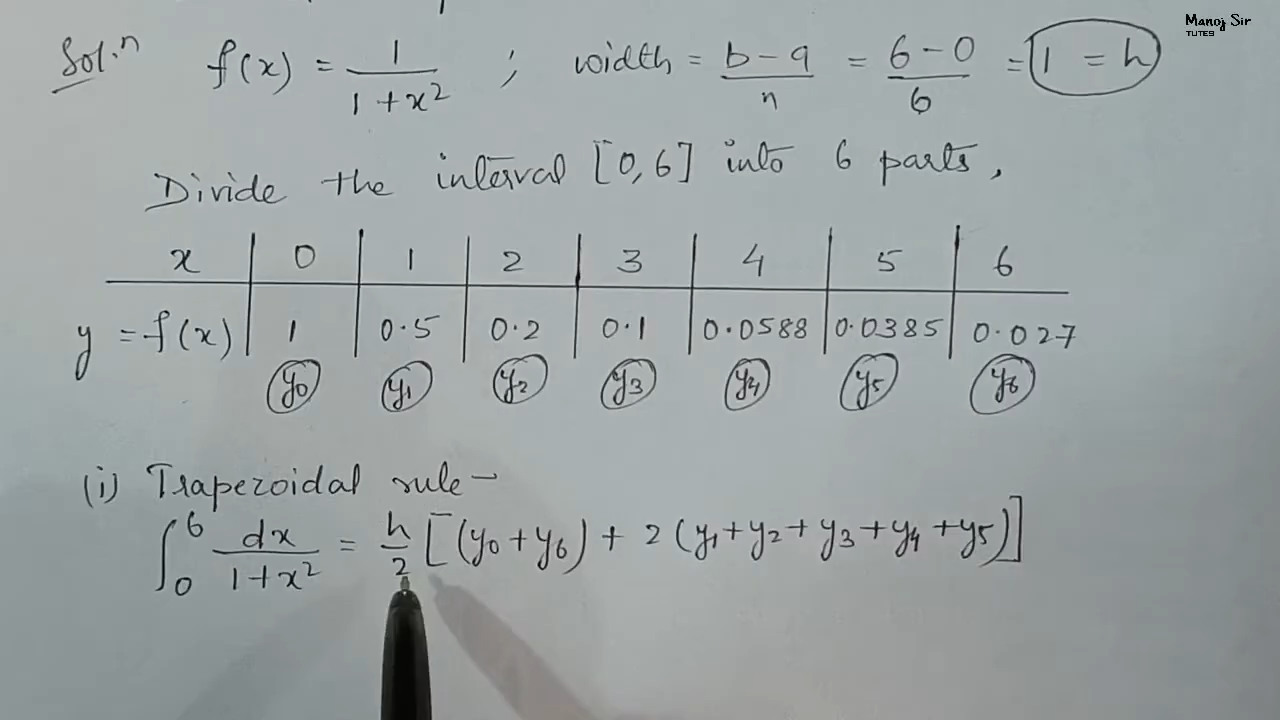 Manoj Sir
TUTES
Sol.n f(x) = 1/(1+x²) ; width = (b-a)/n = (6-0)/6 = 1 = h
Divide the interval [0,6] into 6 parts,
x | 0 | 1 | 2 | 3 | 4 | 5 | 6
y = f(x) | 1 | 0.5 | 0.2 | 0.1 | 0.0588 | 0.0385 | 0.027
y₀ y₁ y₂ y₃ y₄ y₅ y₆
(i) Trapezoidal rule-
∫₀⁶ dx/(1+x²) = h/2 [(y₀+y₆) + 2(y₁+y₂+y₃+y₄+y₅)]